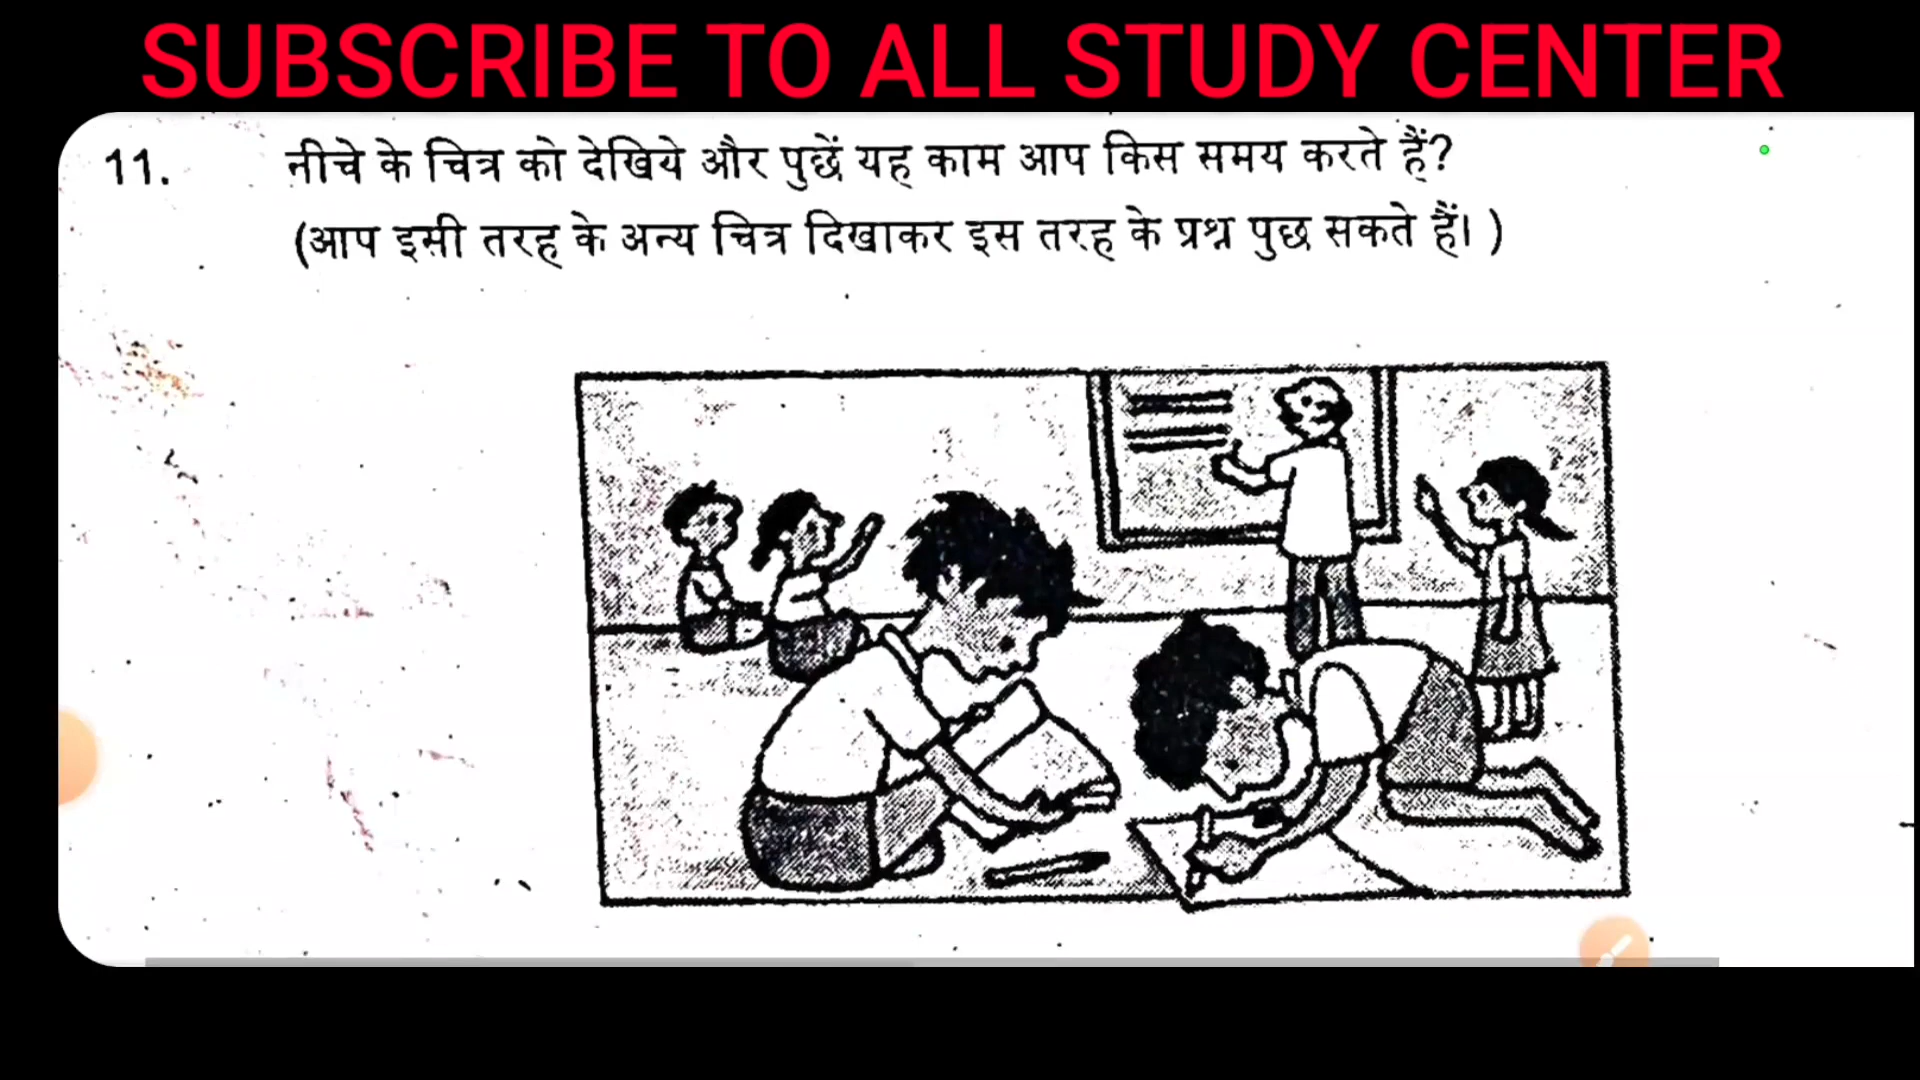 SUBSCRIBE TO ALL STUDY CENTER
11. नीचे के चित्र को देखिये और पुछें यह काम आप किस समय करते हैं?
(आप इसी तरह के अन्य चित्र दिखाकर इस तरह के प्रश्न पुछ सकते हैं। )